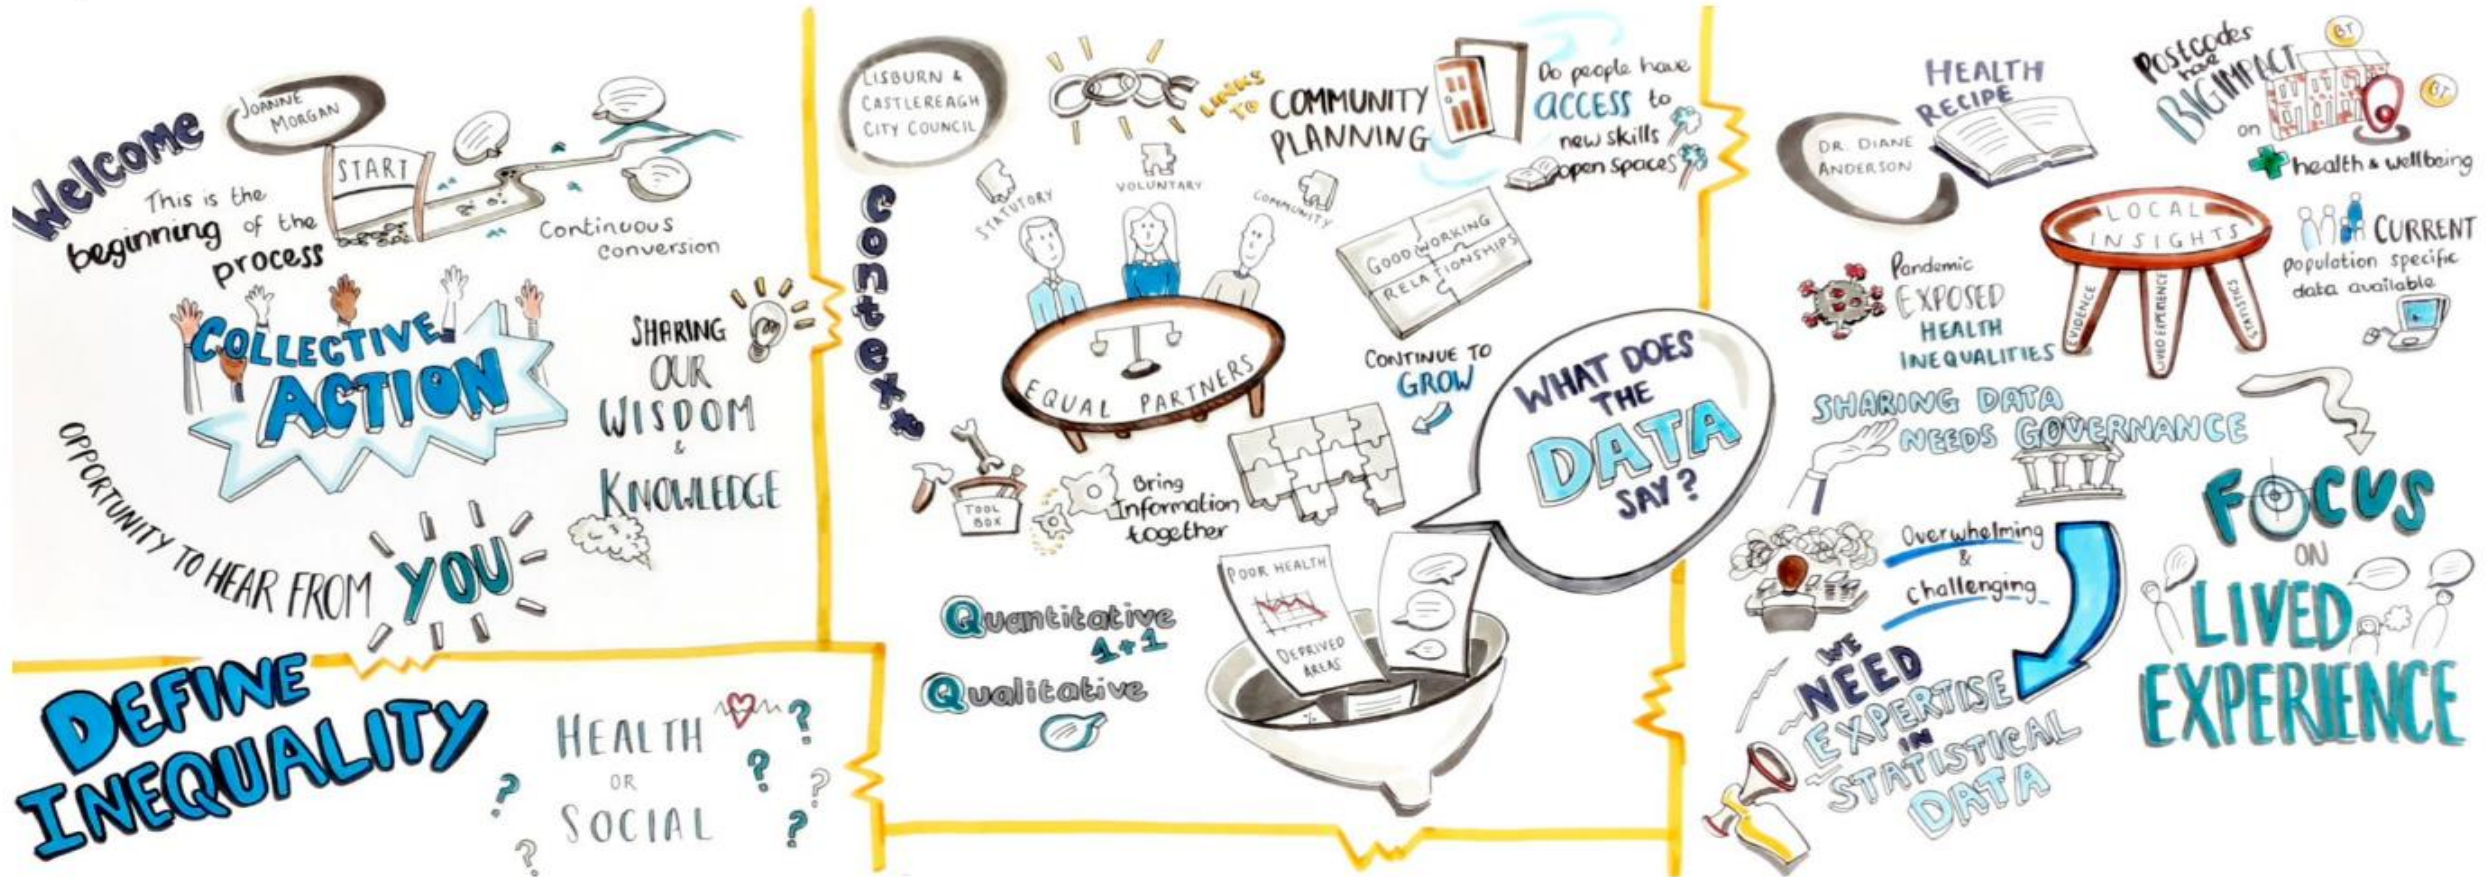 Welcome
JOANNE
MORGAN
START
This is the
beginning of the
process
Continuous
conversion
COLLECTIVE
ACTION
SHARING
OUR
WISDOM
&
KNOWLEDGE
OPPORTUNITY TO HEAR FROM YOU
DEFINE
INEQUALITY
HEALTH
OR
SOCIAL
? ? ? ? ? ?
LISBURN &
CASTLEREAGH
CITY COUNCIL
Context
LINKS
TO
COMMUNITY
PLANNING
Do people have
ACCESS to
new skills
open spaces
STATUTORY
VOLUNTARY
COMMUNITY
EQUAL PARTNERS
GOOD WORKING
RELATIONSHIPS
CONTINUE TO
GROW
TOOL
BOX
Bring
Information
together
WHAT DOES
THE
DATA
SAY?
Quantitative
1+1
Qualitative
POOR HEALTH
DEPRIVED
AREAS
%
DR. DIANE
ANDERSON
HEALTH
RECIPE
Postcodes
have
BIG IMPACT
on
health & wellbeing
BT
BT
LOCAL
INSIGHTS
EVIDENCE
LIVED EXPERIENCE
STATISTICS
CURRENT
population specific
data available
Pandemic
EXPOSED
HEALTH
INEQUALITIES
SHARING DATA
NEEDS GOVERNANCE
Overwhelming
&
challenging
WE
NEED
EXPERTISE
IN
STATISTICAL
DATA
FOCUS
ON
LIVED
EXPERIENCE